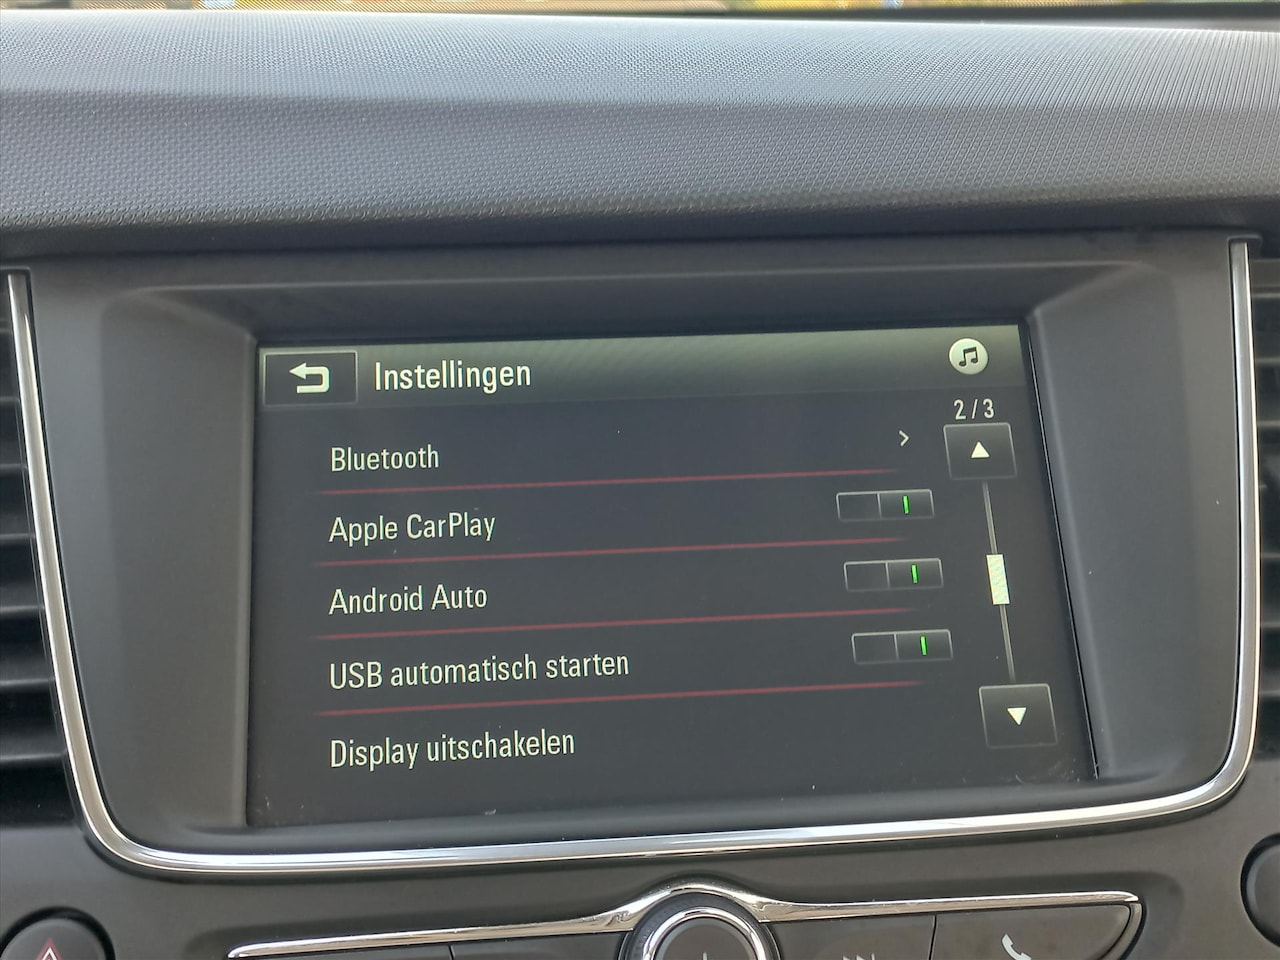 Instellingen
2/3
Bluetooth
Apple CarPlay
Android Auto
USB automatisch starten
Display uitschakelen